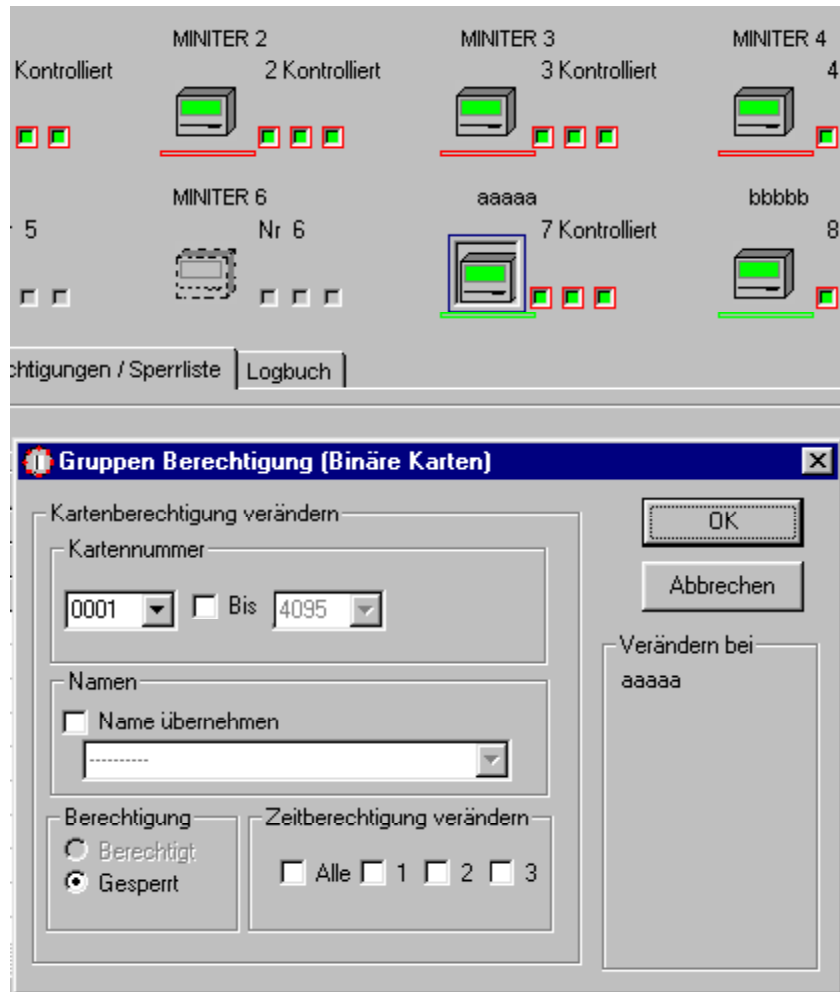 MINITER 2 MINITER 3 MINITER 4
Kontrolliert 2 Kontrolliert 3 Kontrolliert 4
MINITER 6 aaaaa bbbbb
5 Nr 6 7 Kontrolliert 8
chtigungen / Sperrliste Logbuch
Gruppen Berechtigung (Binäre Karten)
Kartenberechtigung verändern
Kartennummer
0001 Bis 4095
Namen
Name übernehmen
----------
Berechtigung
Berechtigt
Gesperrt
Zeitberechtigung verändern
Alle 1 2 3
OK
Abbrechen
Verändern bei
aaaaa